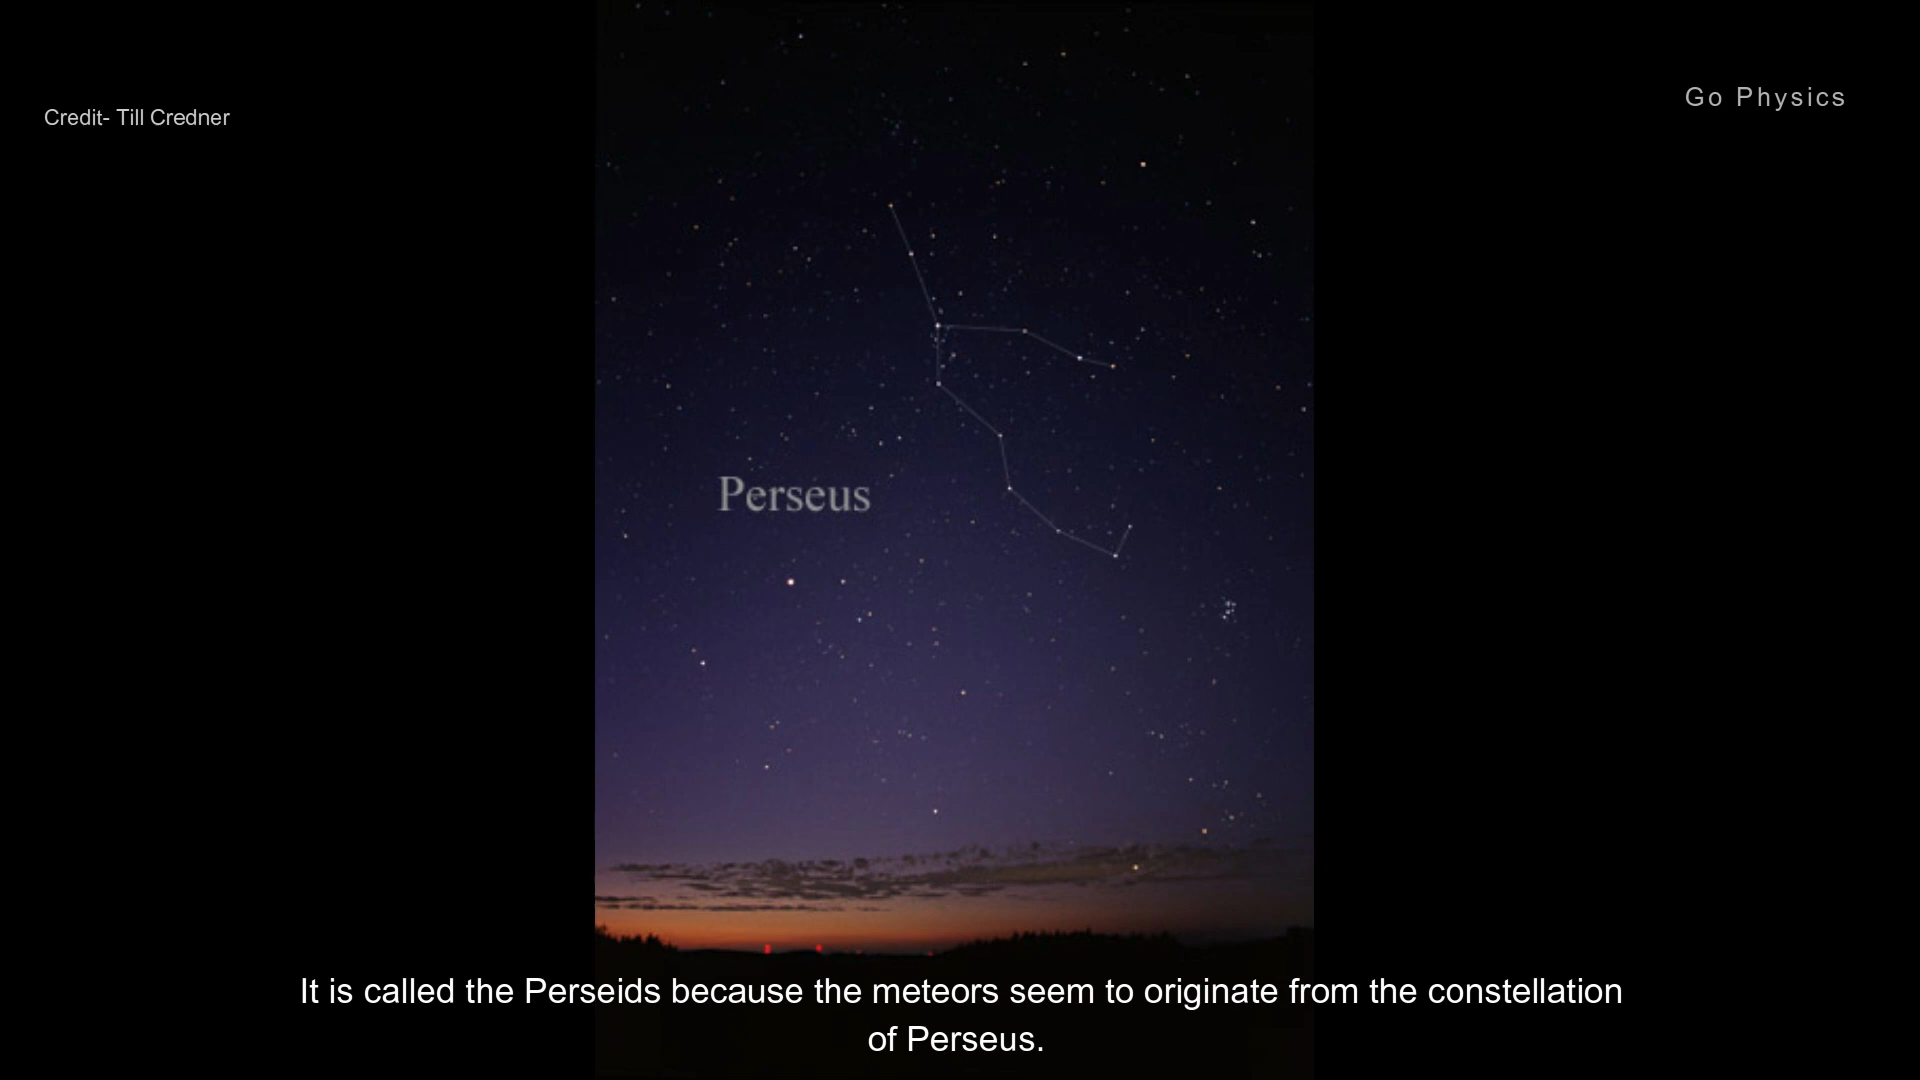 Credit- Till Credner
Go Physics
Perseus
It is called the Perseids because the meteors seem to originate from the constellation
of Perseus.